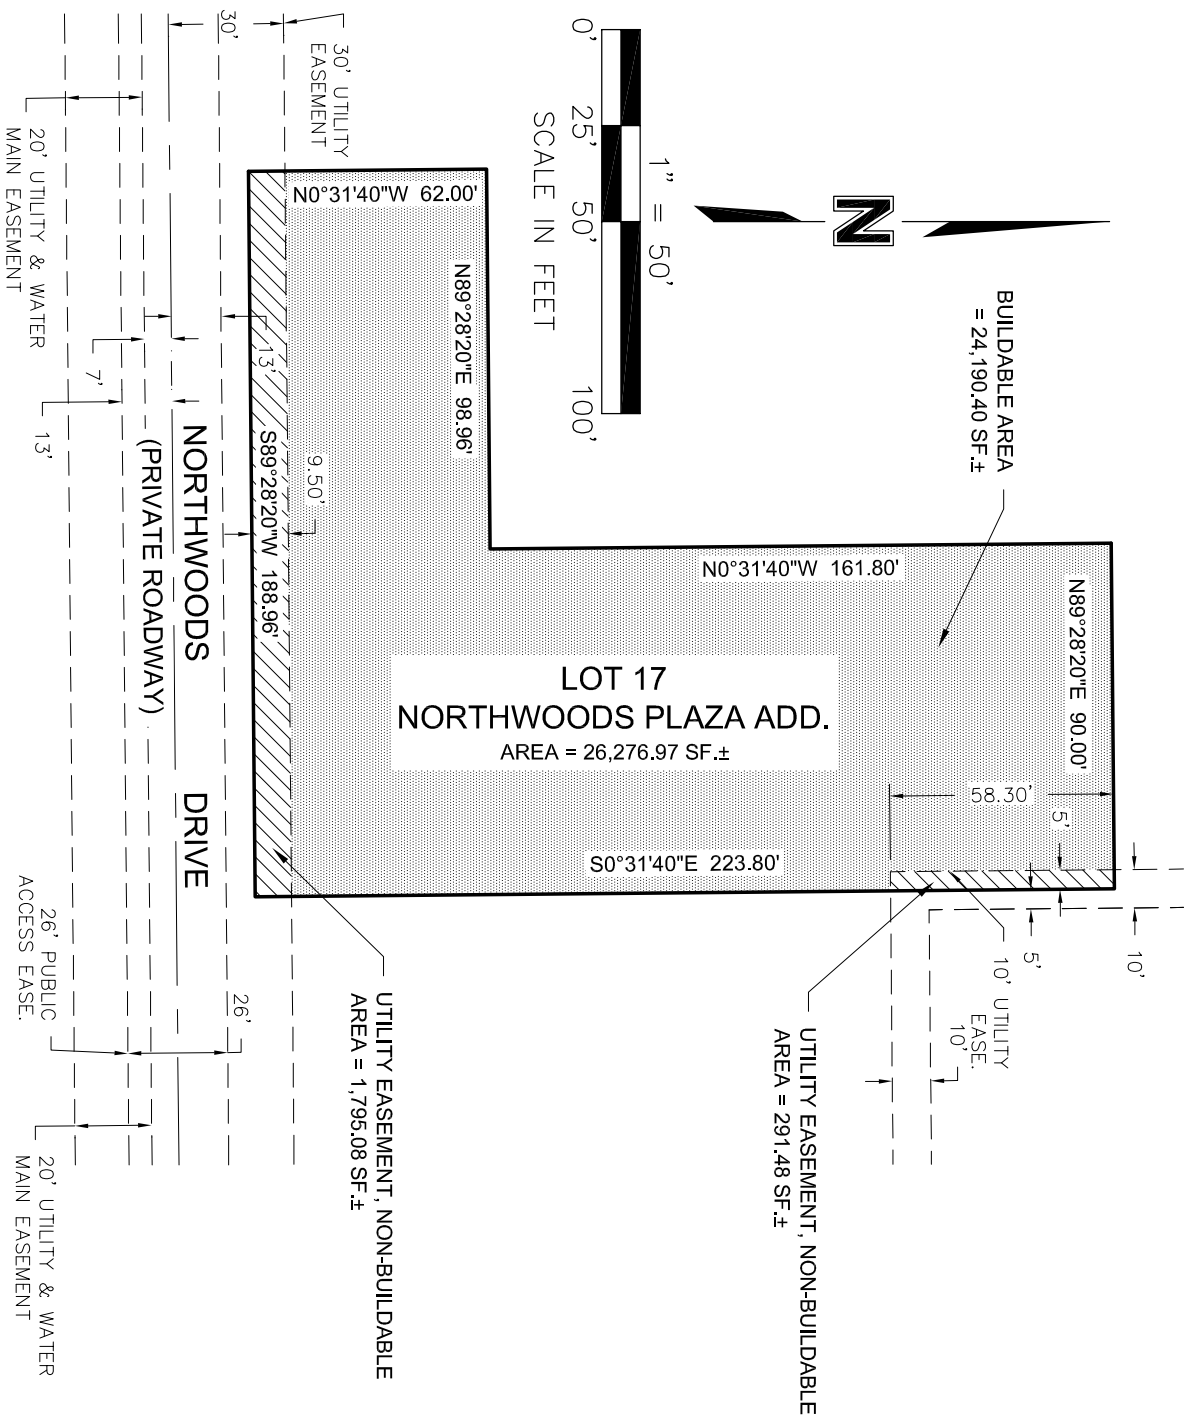 30'
30' UTILITY
EASEMENT
20' UTILITY & WATER
MAIN EASEMENT
0'
25'
50'
100'
1" = 50'
SCALE IN FEET
N
BUILDABLE AREA
= 24,190.40 SF.±
N0°31'40"W 62.00'
N89°28'20"E 98.96'
N0°31'40"W 161.80'
N89°28'20"E 90.00'
58.30'
5'
10'
5'
10' UTILITY
EASE.
10'
LOT 17
NORTHWOODS PLAZA ADD.
AREA = 26,276.97 SF.±
S0°31'40"E 223.80'
S89°28'20"W 188.96'
9.50'
13'
7'
13'
NORTHWOODS DRIVE
(PRIVATE ROADWAY)
UTILITY EASEMENT, NON-BUILDABLE
AREA = 291.48 SF.±
UTILITY EASEMENT, NON-BUILDABLE
AREA = 1,795.08 SF.±
26'
26' PUBLIC
ACCESS EASE.
20' UTILITY & WATER
MAIN EASEMENT